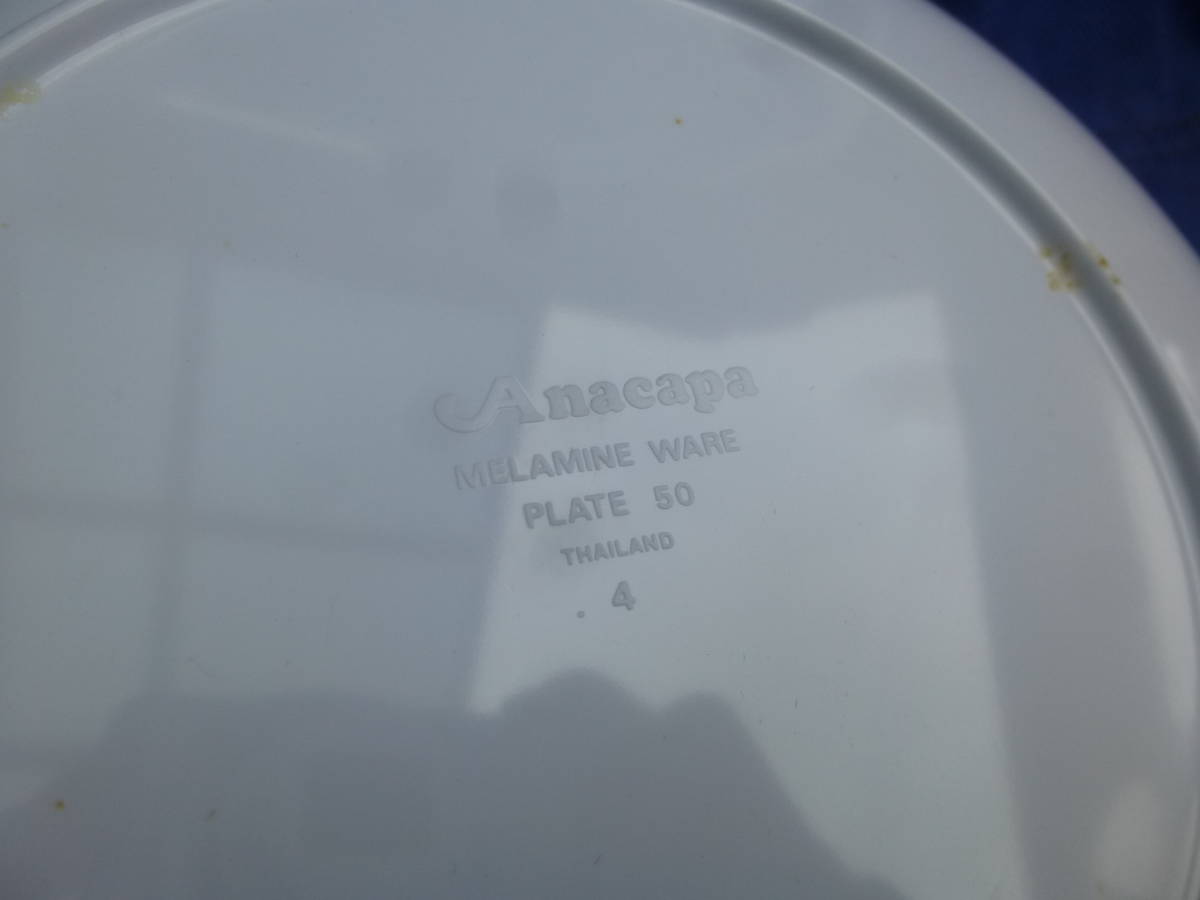 Anacapa
MELAMINE WARE
PLATE 50
THAILAND
. 4